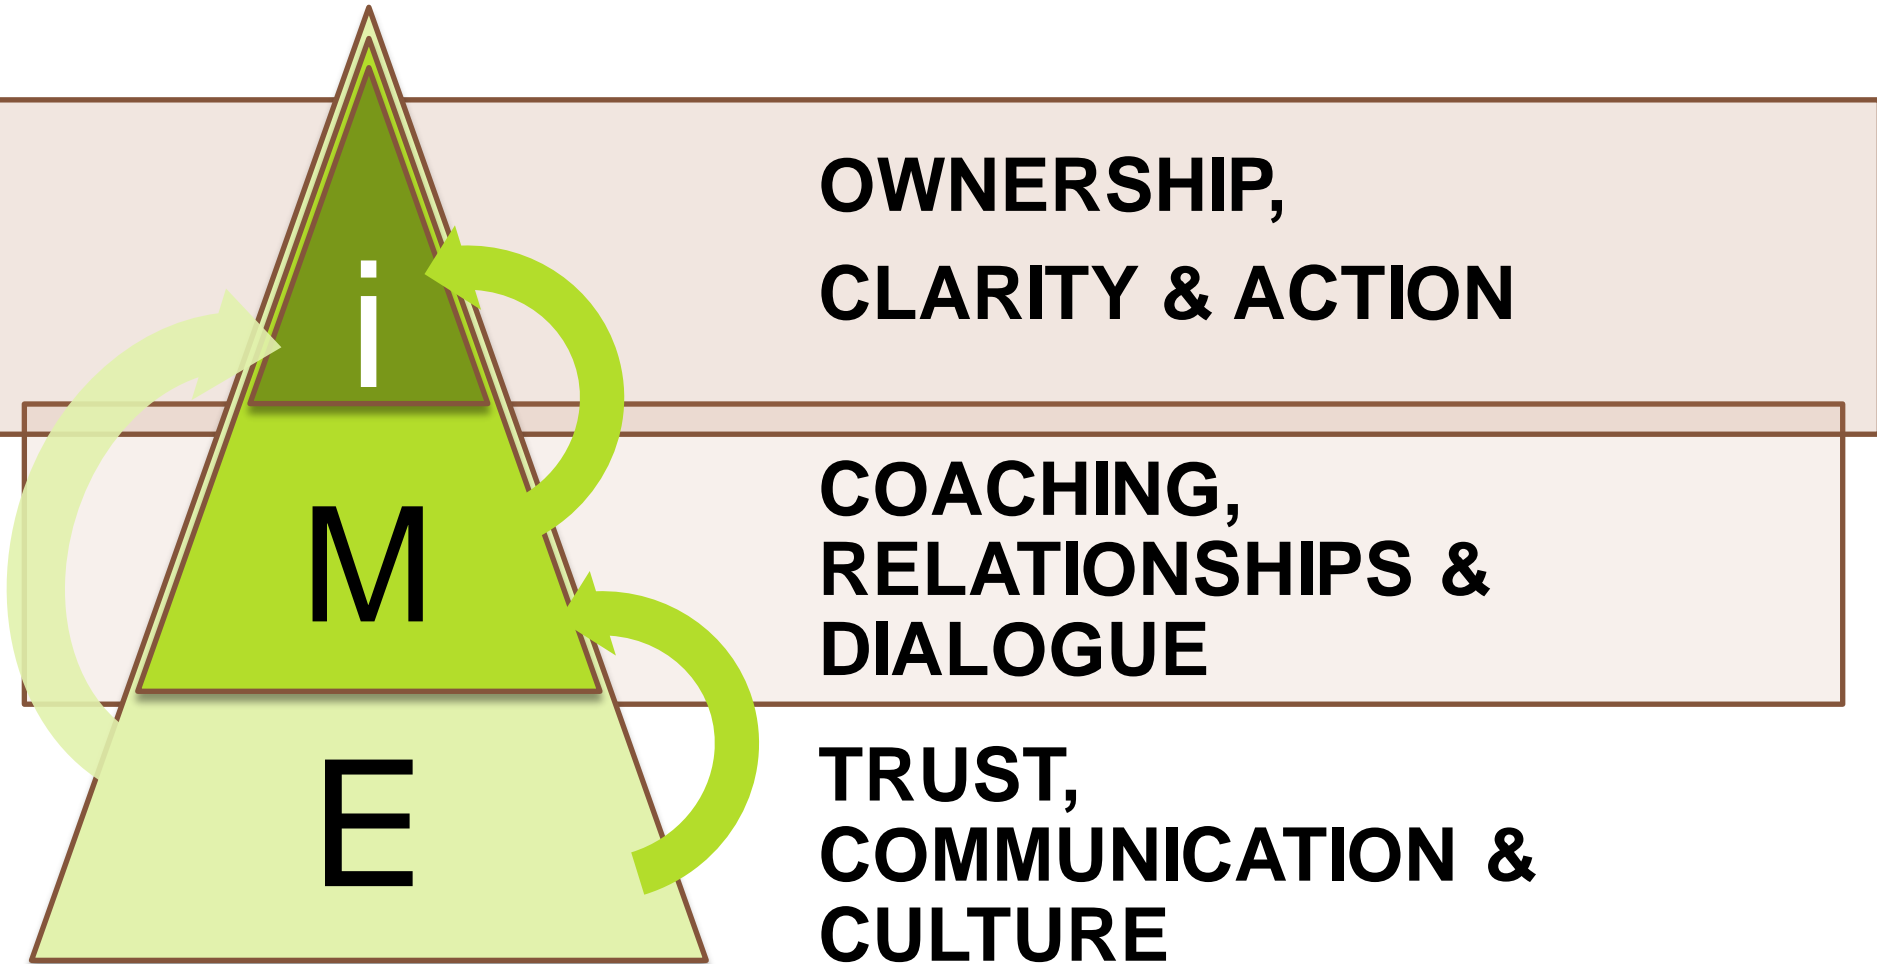 i
OWNERSHIP,
CLARITY & ACTION
M
COACHING,
RELATIONSHIPS &
DIALOGUE
E
TRUST,
COMMUNICATION &
CULTURE